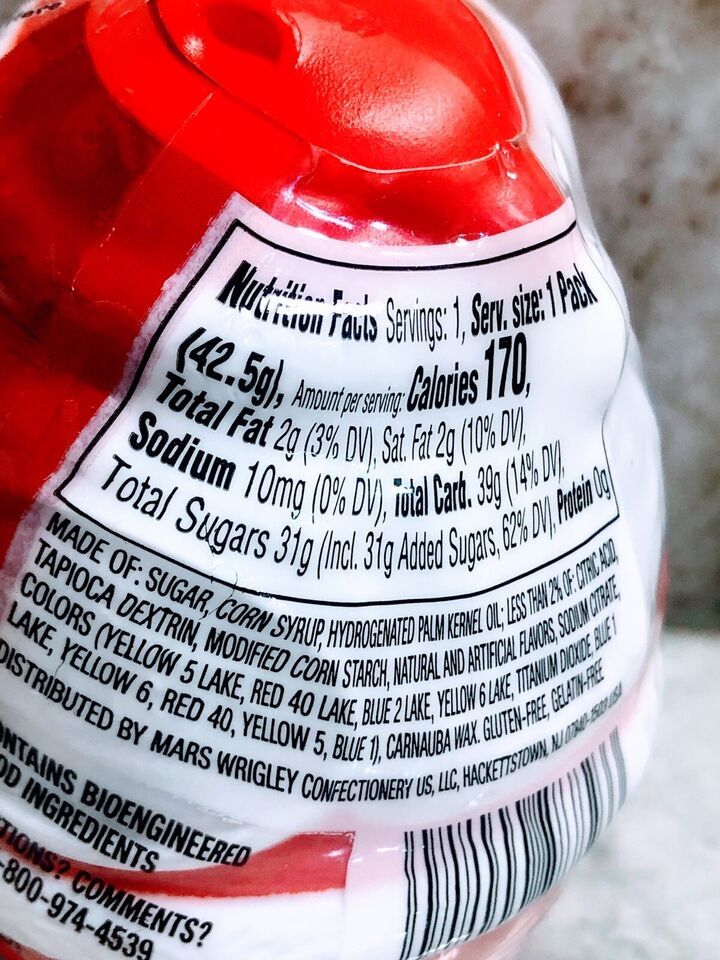 Nutrition Facts Servings: 1, Serv. size: 1 Pack
(42.5g), Amount per serving: Calories 170,
Total Fat 2g (3% DV), Sat. Fat 2g (10% DV),
Sodium 10mg (0% DV), Total Carb. 39g (14% DV),
Total Sugars 31g (Incl. 31g Added Sugars, 62% DV), Protein 0g
MADE OF: SUGAR, CORN SYRUP, HYDROGENATED PALM KERNEL OIL; LESS THAN 2% OF: CITRIC ACID,
TAPIOCA DEXTRIN, MODIFIED CORN STARCH, NATURAL AND ARTIFICIAL FLAVORS, SODIUM CITRATE,
COLORS (YELLOW 5 LAKE, RED 40 LAKE, BLUE 2 LAKE, YELLOW 6 LAKE, TITANIUM DIOXIDE, BLUE 1
LAKE, YELLOW 6, RED 40, YELLOW 5, BLUE 1), CARNAUBA WAX. GLUTEN-FREE, GELATIN-FREE
DISTRIBUTED BY MARS WRIGLEY CONFECTIONERY US, LLC, HACKETTSTOWN, NJ 07840-1503 USA
ONTAINS BIOENGINEERED
OD INGREDIENTS
TIONS? COMMENTS?
-800-974-4539